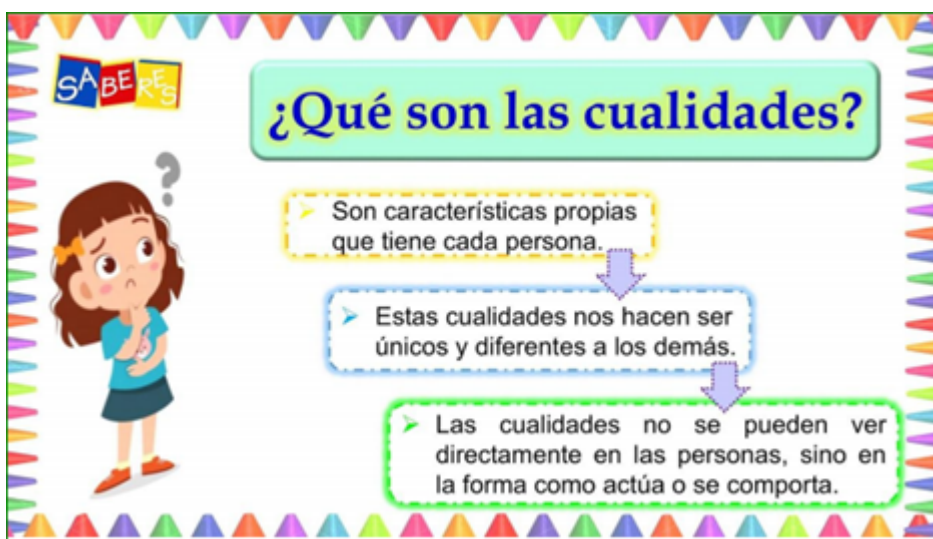 SABERES
¿Qué son las cualidades?
?
➢ Son características propias
que tiene cada persona.
➢ Estas cualidades nos hacen ser
únicos y diferentes a los demás.
➢ Las cualidades no se pueden ver
directamente en las personas, sino en
la forma como actúa o se comporta.